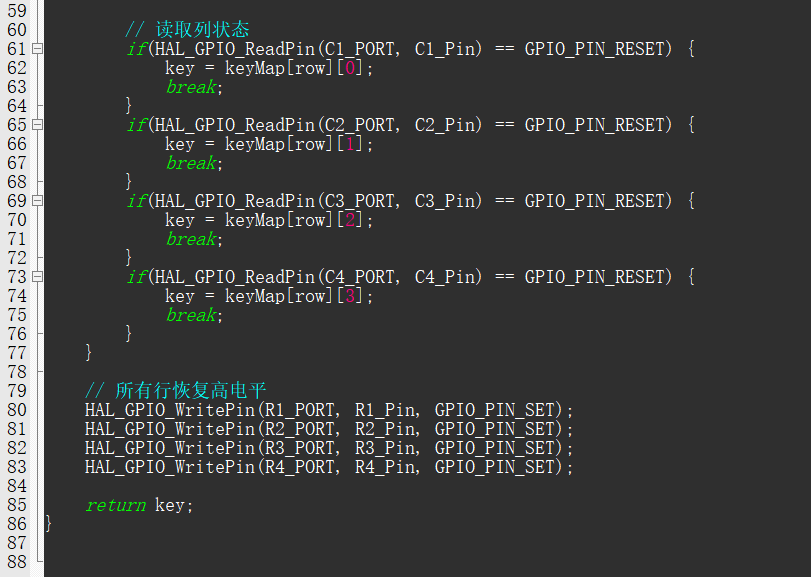 59
60        // 读取列状态
61        if(HAL_GPIO_ReadPin(C1_PORT, C1_Pin) == GPIO_PIN_RESET) {
62            key = keyMap[row][0];
63            break;
64        }
65        if(HAL_GPIO_ReadPin(C2_PORT, C2_Pin) == GPIO_PIN_RESET) {
66            key = keyMap[row][1];
67            break;
68        }
69        if(HAL_GPIO_ReadPin(C3_PORT, C3_Pin) == GPIO_PIN_RESET) {
70            key = keyMap[row][2];
71            break;
72        }
73        if(HAL_GPIO_ReadPin(C4_PORT, C4_Pin) == GPIO_PIN_RESET) {
74            key = keyMap[row][3];
75            break;
76        }
77    }
78
79    // 所有行恢复高电平
80    HAL_GPIO_WritePin(R1_PORT, R1_Pin, GPIO_PIN_SET);
81    HAL_GPIO_WritePin(R2_PORT, R2_Pin, GPIO_PIN_SET);
82    HAL_GPIO_WritePin(R3_PORT, R3_Pin, GPIO_PIN_SET);
83    HAL_GPIO_WritePin(R4_PORT, R4_Pin, GPIO_PIN_SET);
84
85    return key;
86 }
87
88